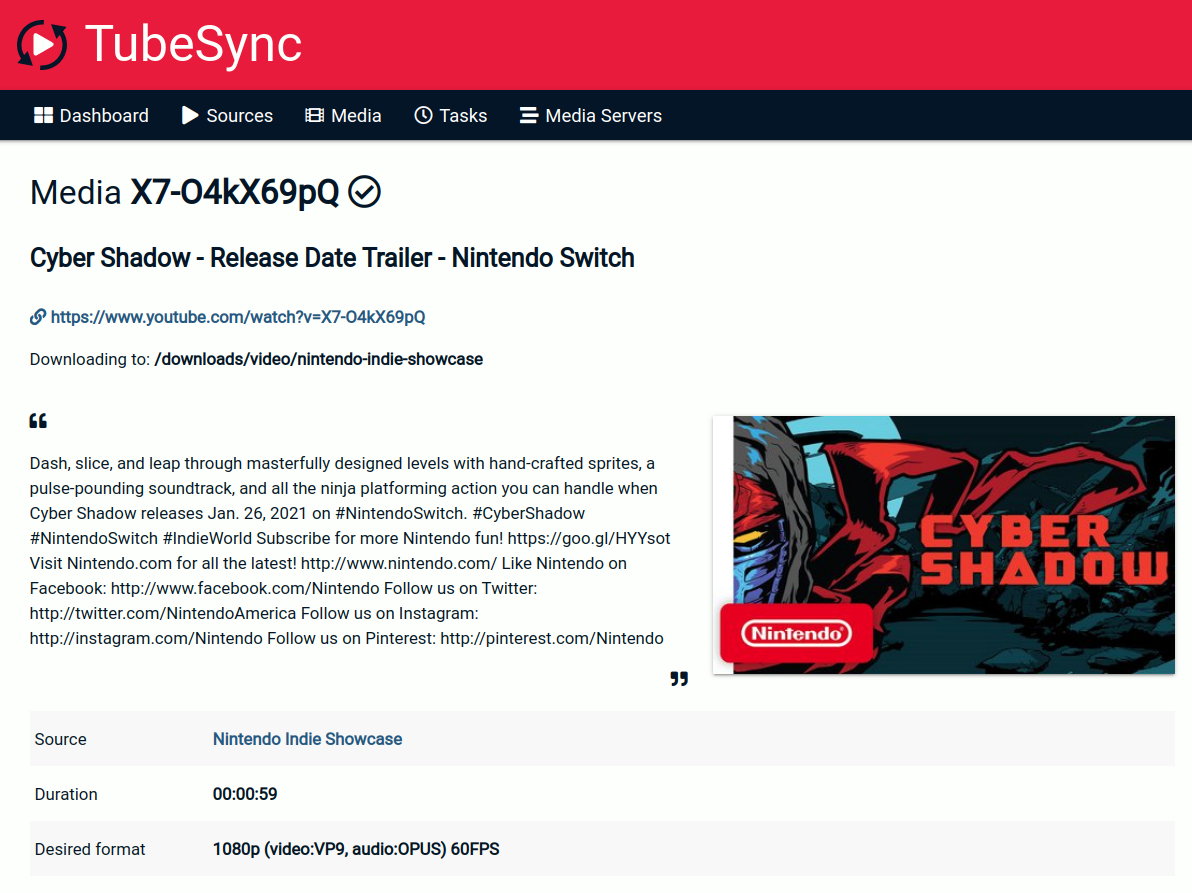 TubeSync
Dashboard Sources Media Tasks Media Servers
Media X7-O4kX69pQ
Cyber Shadow - Release Date Trailer - Nintendo Switch
https://www.youtube.com/watch?v=X7-O4kX69pQ
Downloading to: /downloads/video/nintendo-indie-showcase
“
Dash, slice, and leap through masterfully designed levels with hand-crafted sprites, a
pulse-pounding soundtrack, and all the ninja platforming action you can handle when
Cyber Shadow releases Jan. 26, 2021 on #NintendoSwitch. #CyberShadow
#NintendoSwitch #IndieWorld Subscribe for more Nintendo fun! https://goo.gl/HYYsot
Visit Nintendo.com for all the latest! http://www.nintendo.com/ Like Nintendo on
Facebook: http://www.facebook.com/Nintendo Follow us on Twitter:
http://twitter.com/NintendoAmerica Follow us on Instagram:
http://instagram.com/Nintendo Follow us on Pinterest: http://pinterest.com/Nintendo
”
CYBER
SHADOW
Nintendo
Source Nintendo Indie Showcase
Duration 00:00:59
Desired format 1080p (video:VP9, audio:OPUS) 60FPS